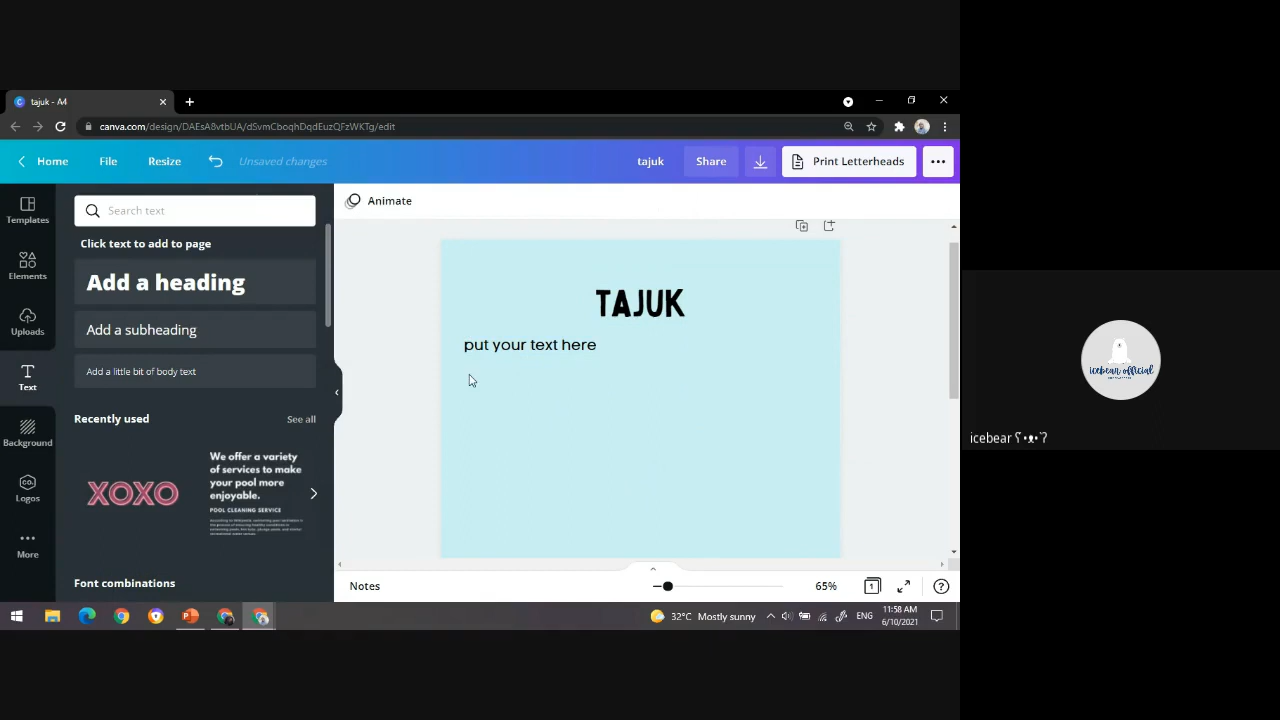 tajuk - A4
canva.com/design/DAEsA8vtbUA/dSvmCboqhDqdEuzQFzWKTg/edit
Home File Resize Unsaved changes tajuk Share Print Letterheads
Templates
Elements
Uploads
Text
Background
Logos
More
Search text
Click text to add to page
Add a heading
Add a subheading
Add a little bit of body text
Recently used See all
XOXO
We offer a variety
of services to make
your pool more
enjoyable.
POOL CLEANING SERVICE
Font combinations
Animate
TAJUK
put your text here
Notes 65% 1
32°C Mostly sunny ENG
11:58 AM
6/10/2021
icebear official
icebear ʕ·ᴥ·ʔ